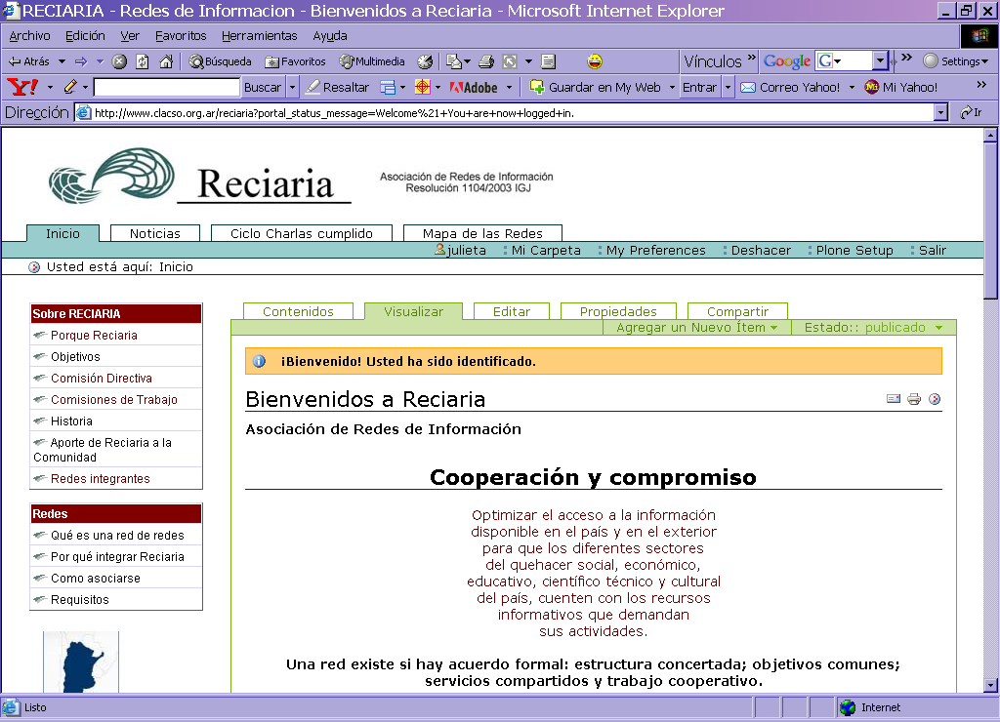 RECIARIA - Redes de Informacion - Bienvenidos a Reciaria - Microsoft Internet Explorer
Archivo Edición Ver Favoritos Herramientas Ayuda
Atrás Búsqueda Favoritos Multimedia Vínculos » Google G » Settings
Y! Buscar Resaltar Adobe Guardar en My Web Entrar Correo Yahoo! Mi Yahoo! »
Dirección http://www.clacso.org.ar/reciaria?portal_status_message=Welcome%21+You+are+now+logged+in. Ir
Reciaria
Asociación de Redes de Información
Resolución 1104/2003 IGJ
Inicio Noticias Ciclo Charlas cumplido Mapa de las Redes
julieta Mi Carpeta My Preferences Deshacer Plone Setup Salir
Usted está aquí: Inicio
Sobre RECIARIA
Porque Reciaria
Objetivos
Comisión Directiva
Comisiones de Trabajo
Historia
Aporte de Reciaria a la
Comunidad
Redes integrantes
Redes
Qué es una red de redes
Por qué integrar Reciaria
Como asociarse
Requisitos
Contenidos Visualizar Editar Propiedades Compartir
Agregar un Nuevo Ítem Estado:: publicado
¡Bienvenido! Usted ha sido identificado.
Bienvenidos a Reciaria
Asociación de Redes de Información
Cooperación y compromiso
Optimizar el acceso a la información
disponible en el país y en el exterior
para que los diferentes sectores
del quehacer social, económico,
educativo, científico técnico y cultural
del país, cuenten con los recursos
informativos que demandan
sus actividades.
Una red existe si hay acuerdo formal: estructura concertada; objetivos comunes;
servicios compartidos y trabajo cooperativo.
Listo Internet